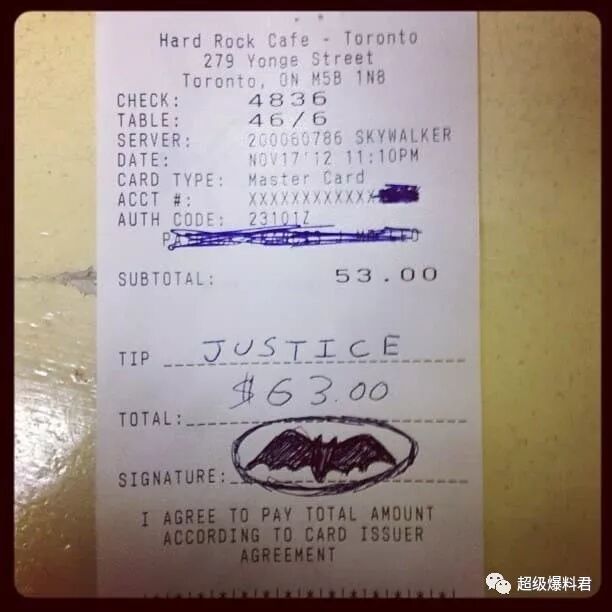 Hard Rock Cafe - Toronto
279 Yonge Street
Toronto, ON M5B 1N8
CHECK: 4836
TABLE: 46/6
SERVER: 200060786 SKYWALKER
DATE: NOV17'12 11:10PM
CARD TYPE: Master Card
ACCT #: XXXXXXXXXXXX
AUTH CODE: 23101Z
SUBTOTAL: 53.00
TIP JUSTICE
TOTAL: $63.00
SIGNATURE:
I AGREE TO PAY TOTAL AMOUNT
ACCORDING TO CARD ISSUER
AGREEMENT
超级爆料君